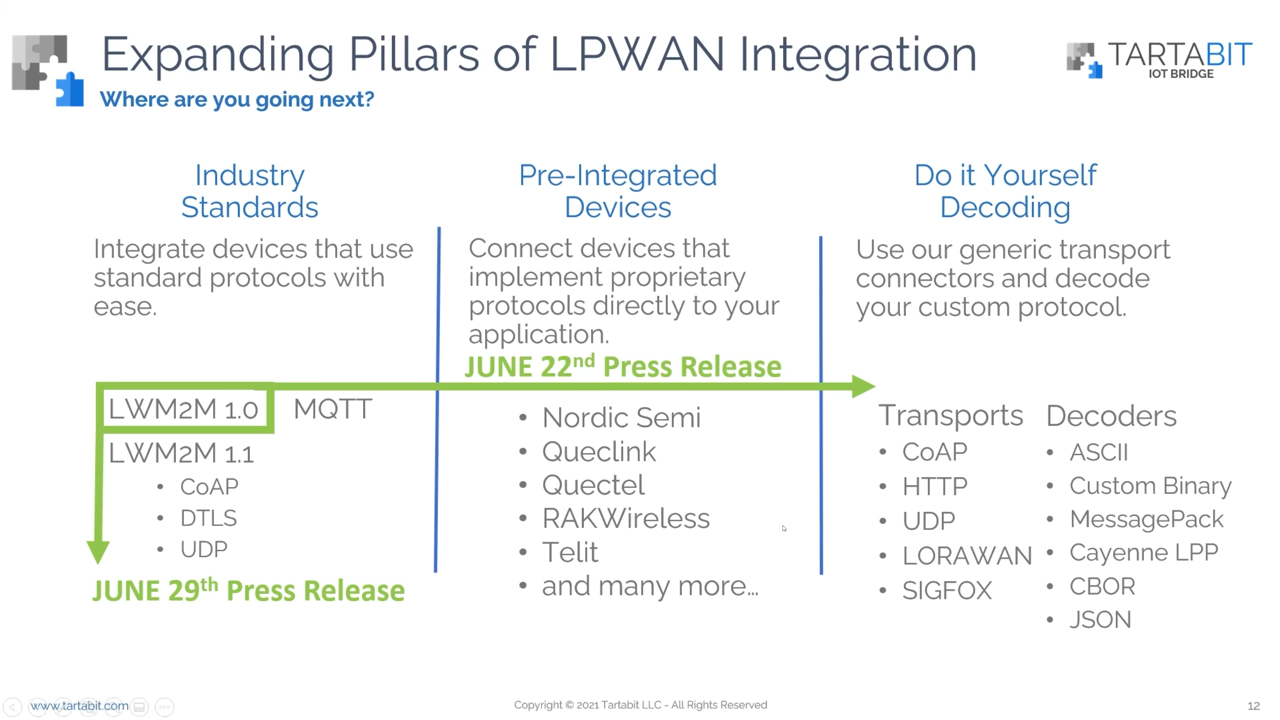 Expanding Pillars of LPWAN Integration
Where are you going next?
TARTABIT
IOT BRIDGE
Industry
Standards
Integrate devices that use
standard protocols with
ease.
Pre-Integrated
Devices
Connect devices that
implement proprietary
protocols directly to your
application.
Do it Yourself
Decoding
Use our generic transport
connectors and decode
your custom protocol.
JUNE 22nd Press Release
LWM2M 1.0
MQTT
LWM2M 1.1
• CoAP
• DTLS
• UDP
JUNE 29th Press Release
• Nordic Semi
• Queclink
• Quectel
• RAKWireless
• Telit
• and many more…
Transports
• CoAP
• HTTP
• UDP
• LORAWAN
• SIGFOX
Decoders
• ASCII
• Custom Binary
• MessagePack
• Cayenne LPP
• CBOR
• JSON
www.tartabit.com
Copyright © 2021 Tartabit LLC - All Rights Reserved
12